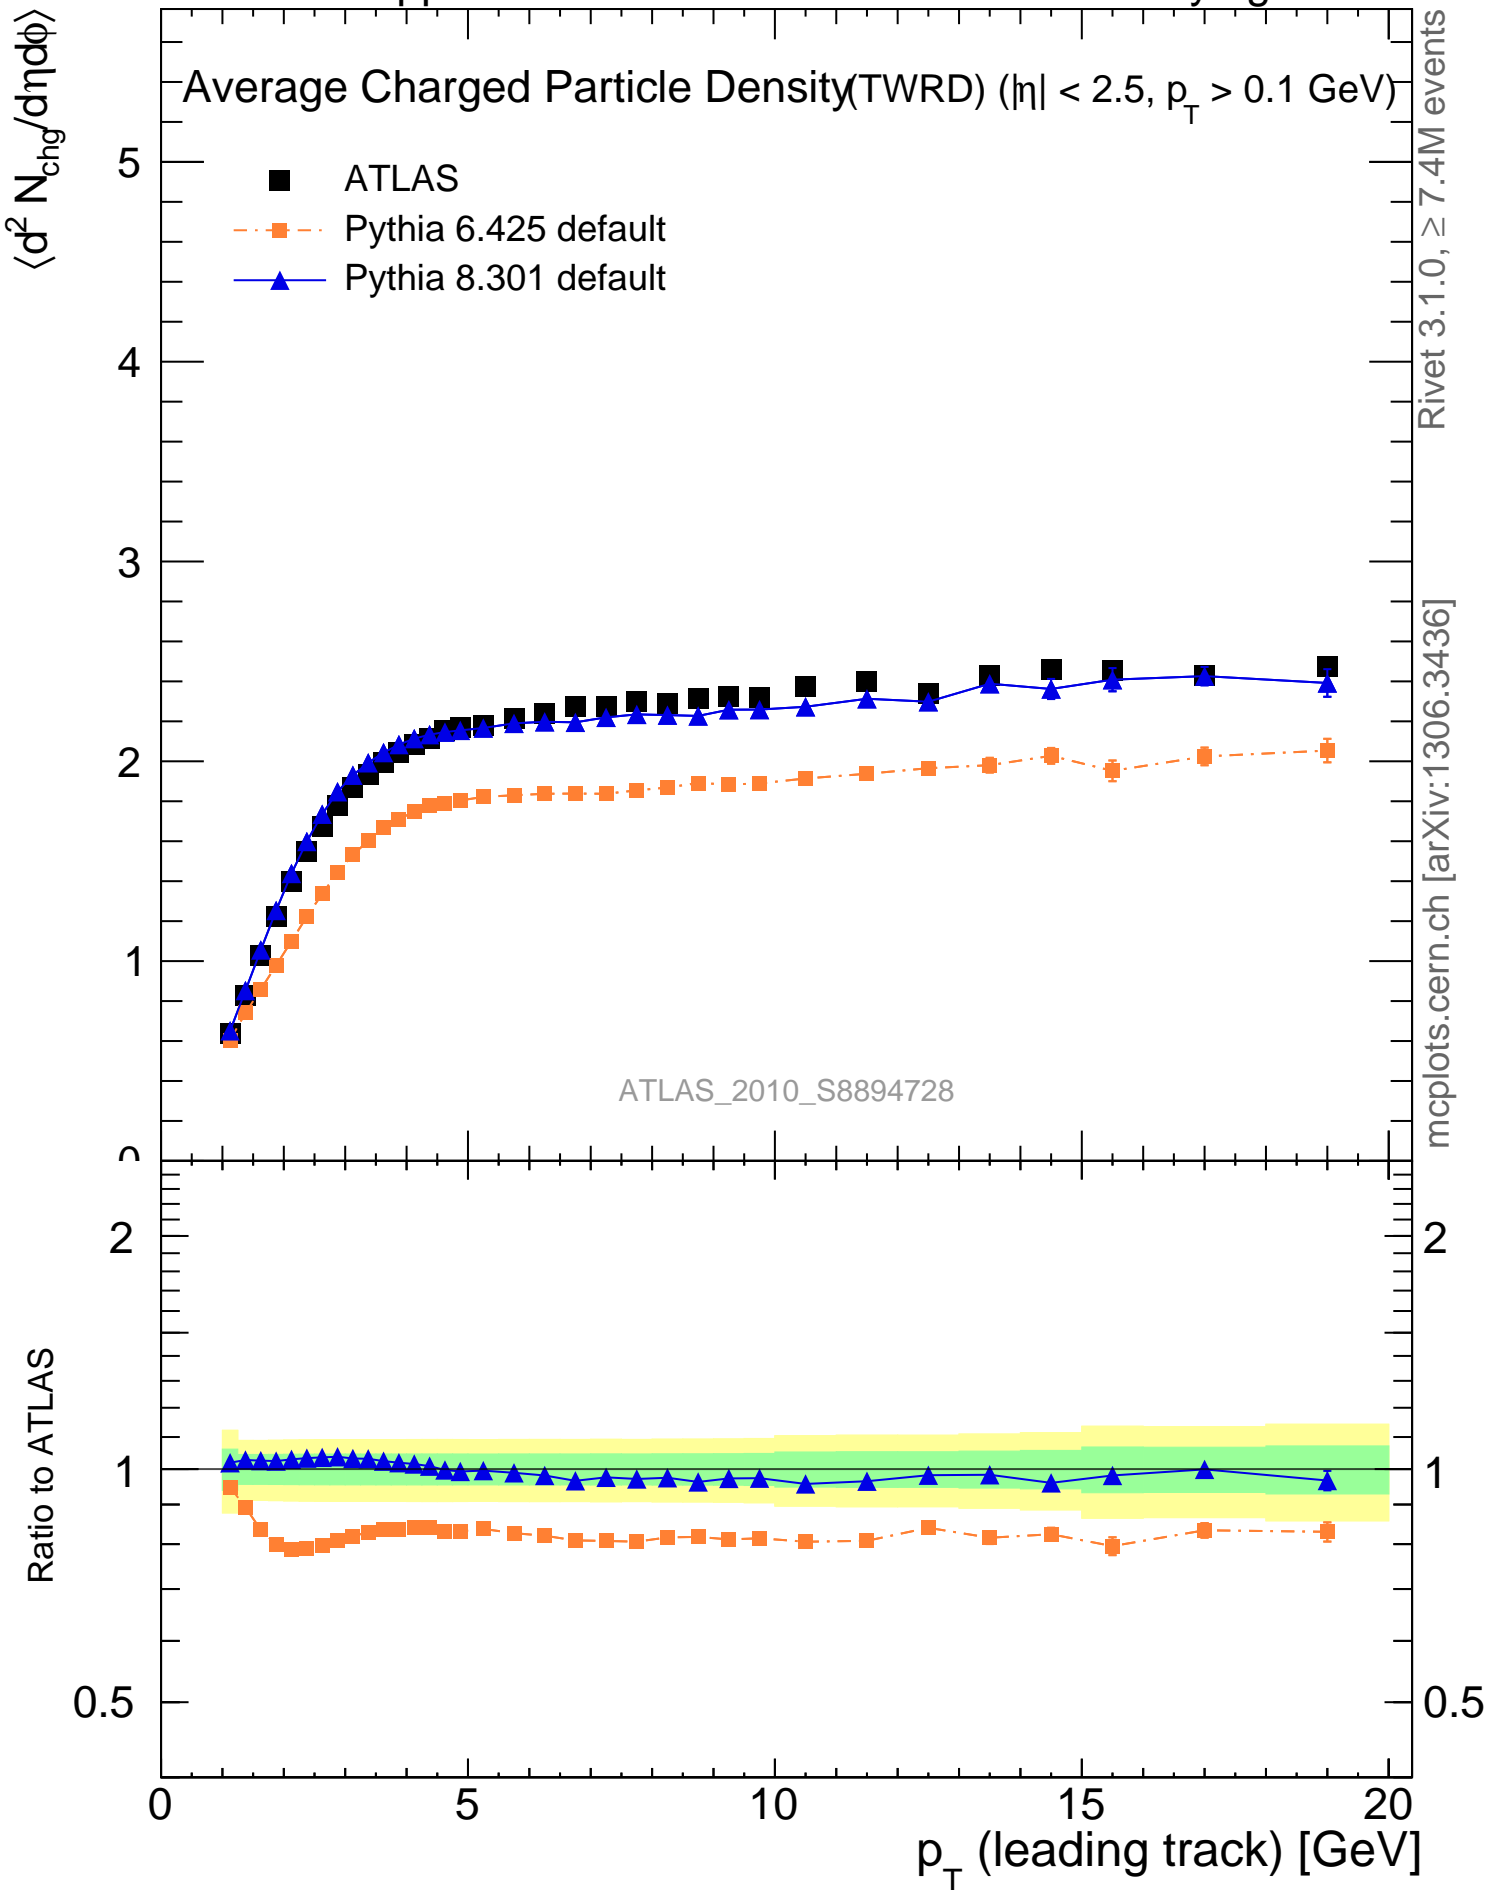 Average Charged Particle Density (TWRD) (|η| < 2.5, p_T > 0.1 GeV)
⟨d² N_chg/dηdϕ⟩
ATLAS
Pythia 6.425 default
Pythia 8.301 default
5
4
3
2
1
0
ATLAS_2010_S8894728
Rivet 3.1.0, ≥ 7.4M events
mcplots.cern.ch [arXiv:1306.3436]
Ratio to ATLAS
2
1
0.5
2
1
0.5
0 5 10 15 20
p_T (leading track) [GeV]